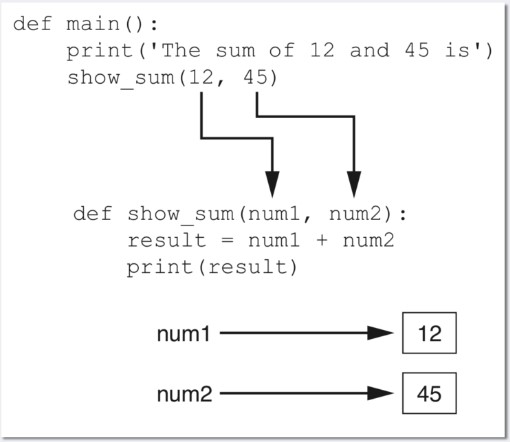 def main():
    print('The sum of 12 and 45 is')
    show_sum(12, 45)
def show_sum(num1, num2):
    result = num1 + num2
    print(result)
num1 12
num2 45